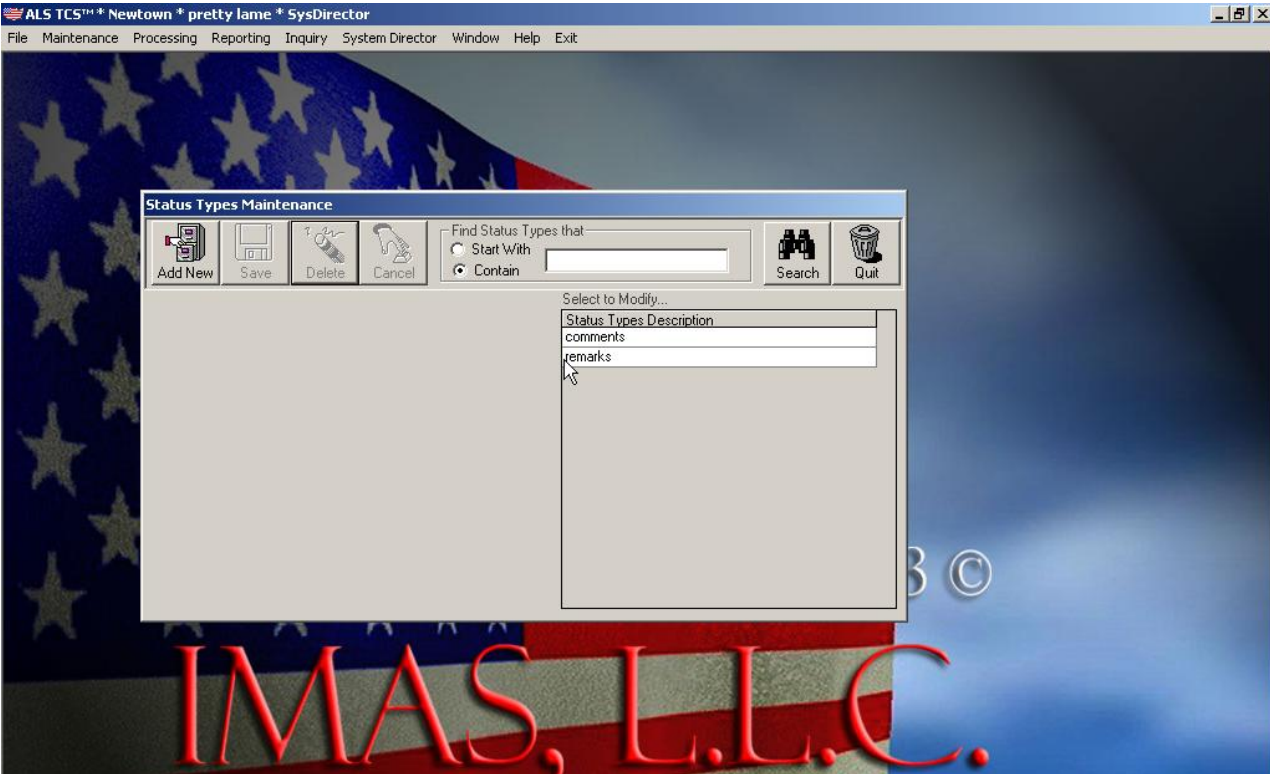 ALS TCS™ * Newtown * pretty lame * SysDirector
File Maintenance Processing Reporting Inquiry System Director Window Help Exit
Status Types Maintenance
Add New Save Delete Cancel
Find Status Types that
Start With
Contain
Search Quit
Select to Modify...
Status Types Description
comments
remarks
3 ©
IMAS, L.L.C.